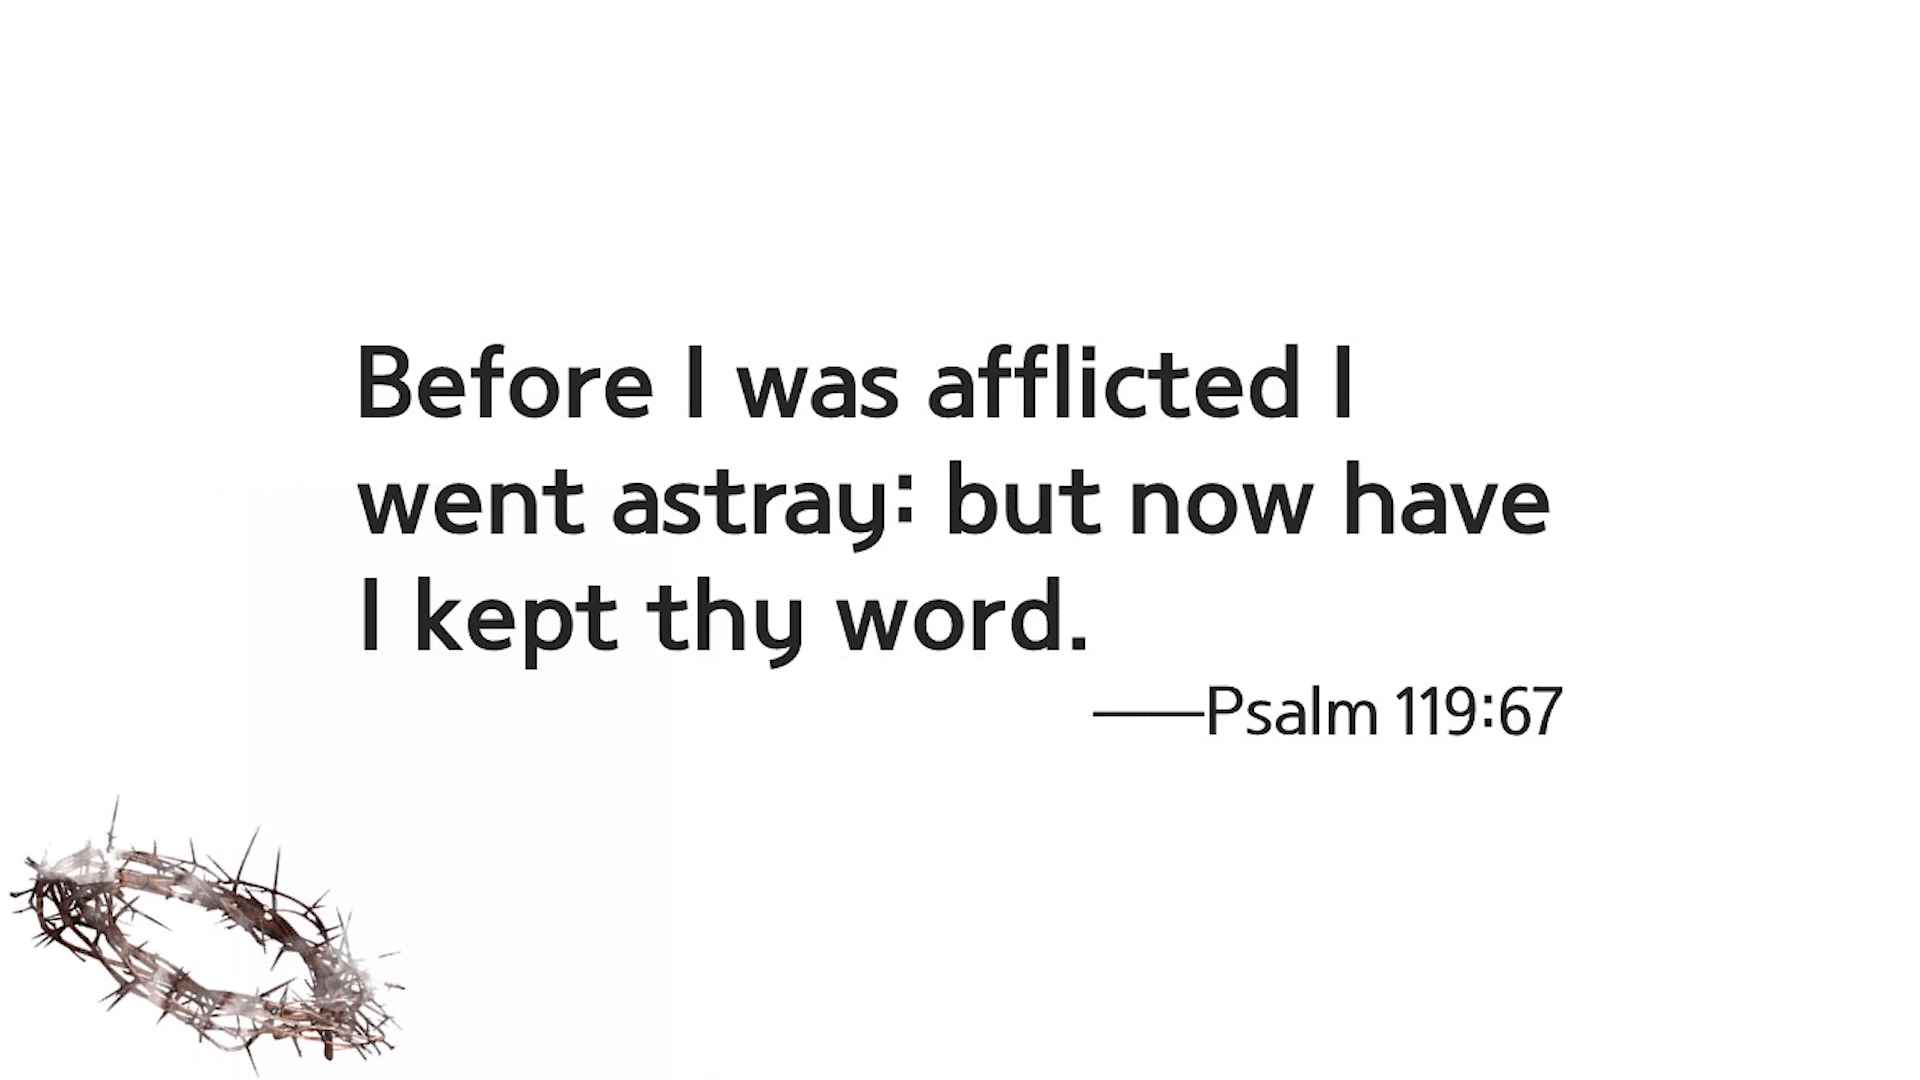 Before I was afflicted I
went astray: but now have
I kept thy word.
——Psalm 119:67